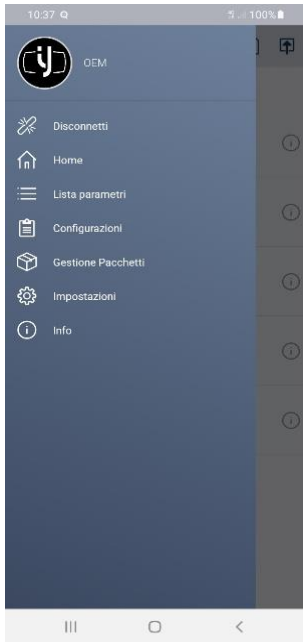 10:37 Q
100%
OEM
Disconnetti
Home
Lista parametri
Configurazioni
Gestione Pacchetti
Impostazioni
Info